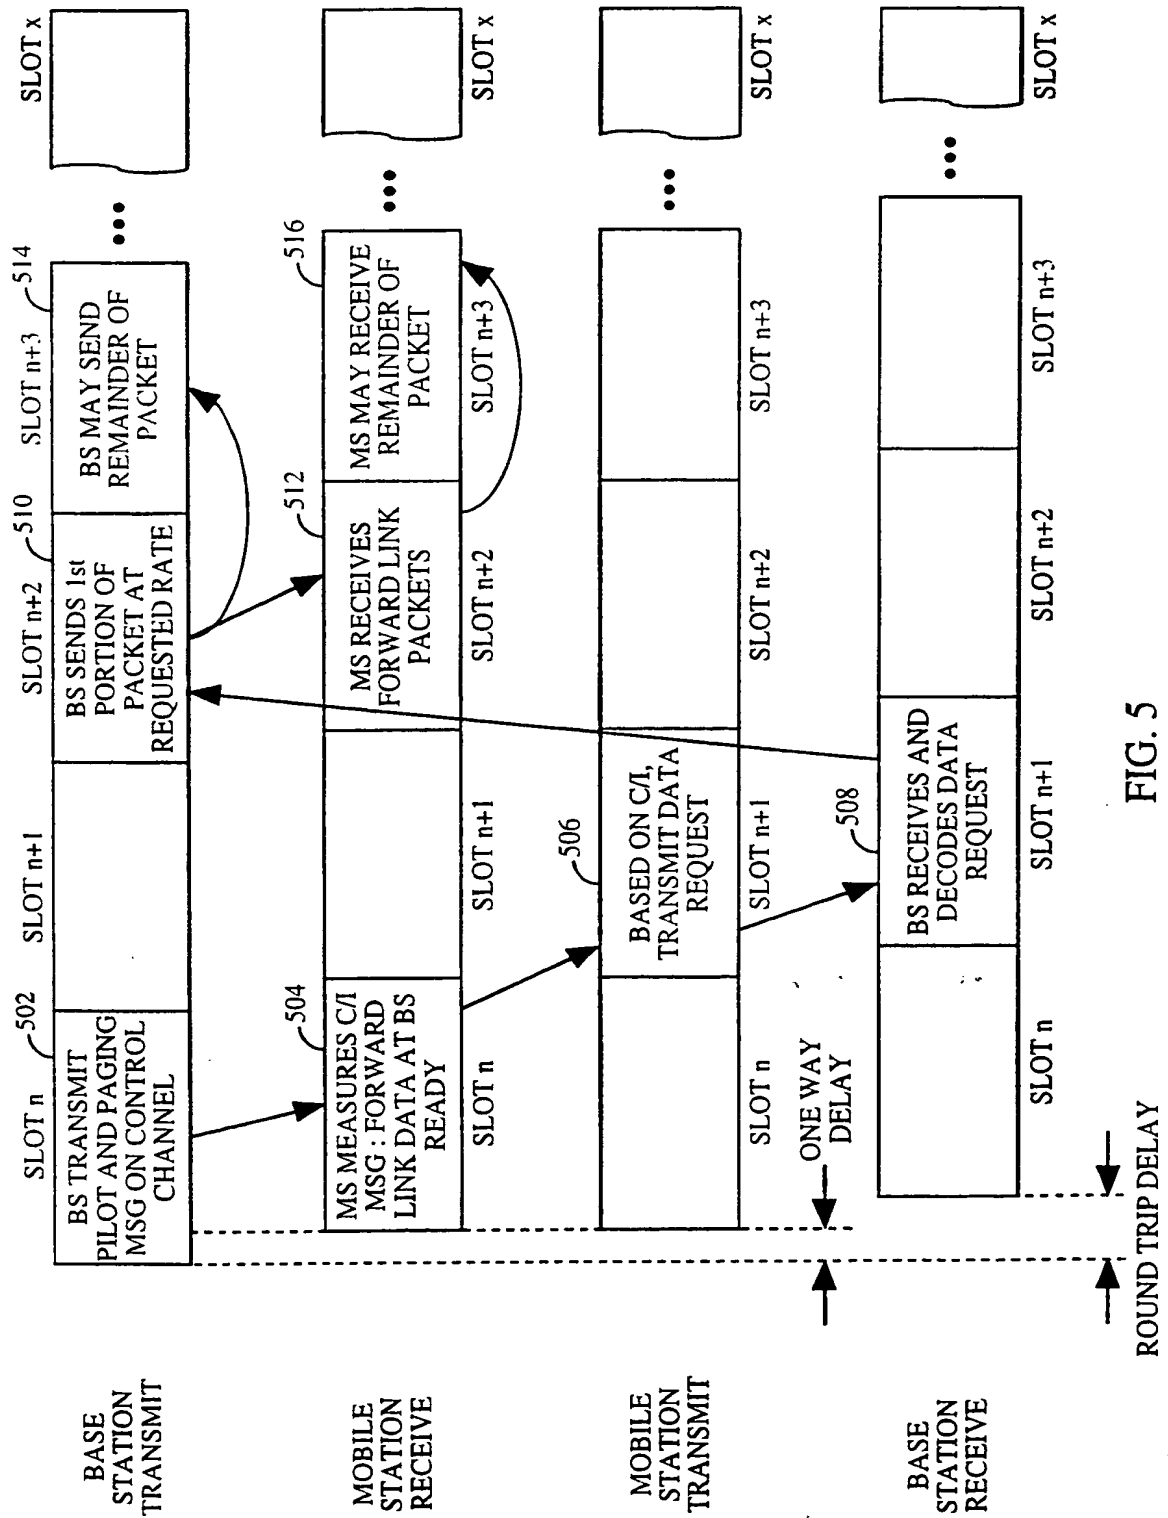 BASE
STATION
TRANSMIT
SLOT n
502
BS TRANSMIT
PILOT AND PAGING
MSG ON CONTROL
CHANNEL
SLOT n+1
SLOT n+2
510
BS SENDS 1st
PORTION OF
PACKET AT
REQUESTED RATE
SLOT n+3
514
BS MAY SEND
REMAINDER OF
PACKET
•••
SLOT x
MOBILE
STATION
RECEIVE
504
MS MEASURES C/I
MSG : FORWARD
LINK DATA AT BS
READY
SLOT n
SLOT n+1
512
MS RECEIVES
FORWARD LINK
PACKETS
SLOT n+2
516
MS MAY RECEIVE
REMAINDER OF
PACKET
SLOT n+3
•••
SLOT x
MOBILE
STATION
TRANSMIT
SLOT n
506
BASED ON C/I,
TRANSMIT DATA
REQUEST
SLOT n+1
SLOT n+2
SLOT n+3
•••
SLOT x
ONE WAY
DELAY
BASE
STATION
RECEIVE
SLOT n
508
BS RECEIVES AND
DECODES DATA
REQUEST
SLOT n+1
SLOT n+2
SLOT n+3
•••
SLOT x
ROUND TRIP DELAY
FIG. 5